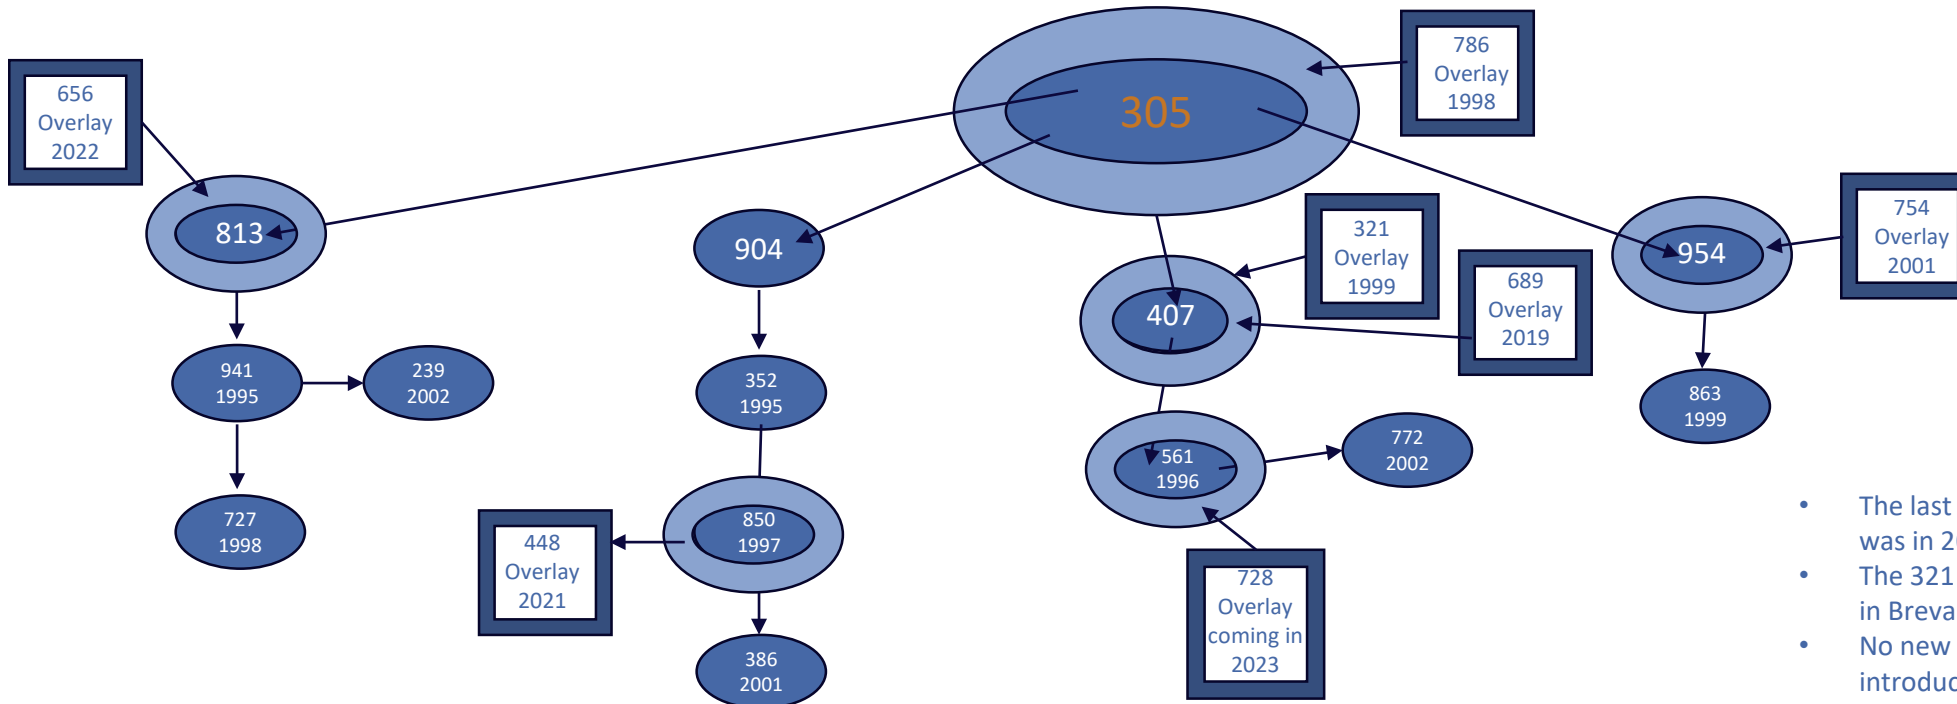 305
786
Overlay
1998
656
Overlay
2022
813
904
321
Overlay
1999
689
Overlay
2019
407
954
754
Overlay
2001
941
1995
239
2002
352
1995
863
1999
561
1996
772
2002
727
1998
850
1997
448
Overlay
2021
728
Overlay
coming in
2023
386
2001
• The last
was in
• The 321
in
• No new